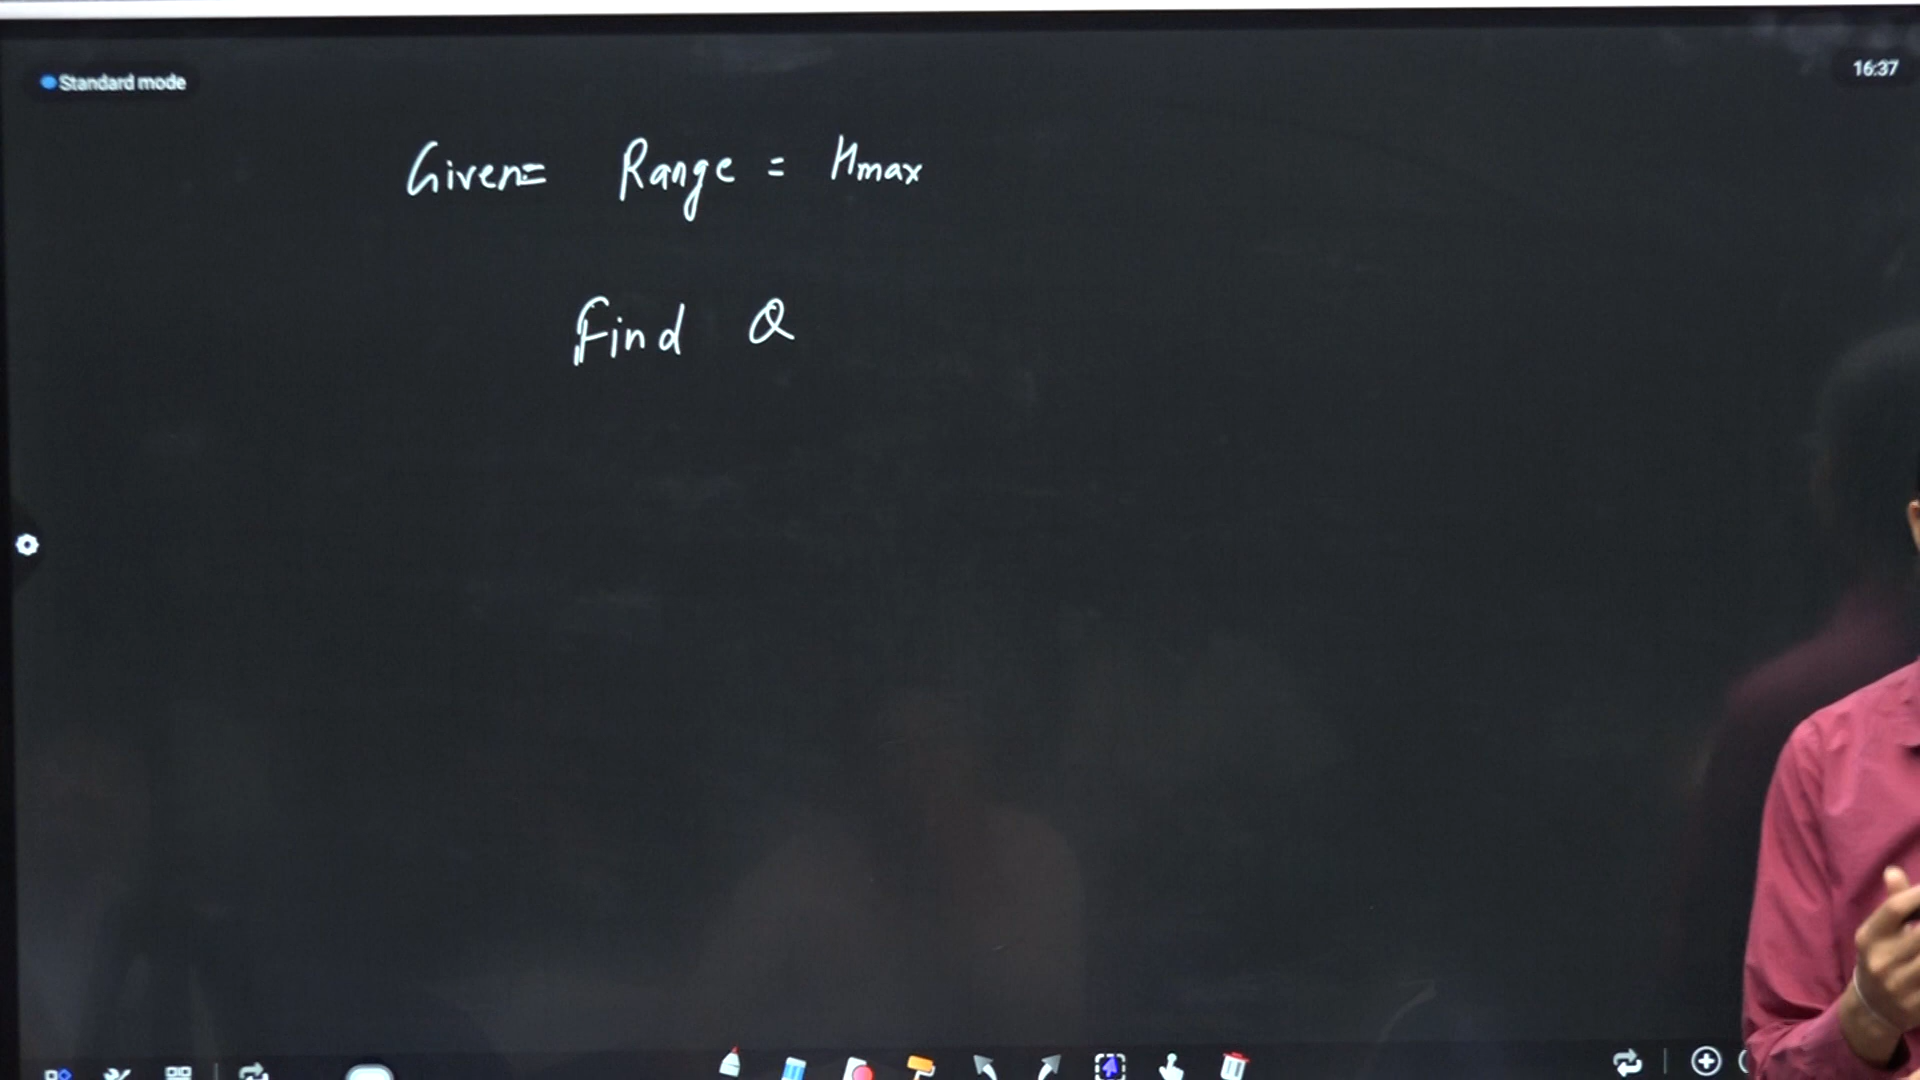 Standard mode
16:37
Given= Range = Hmax
Find Q